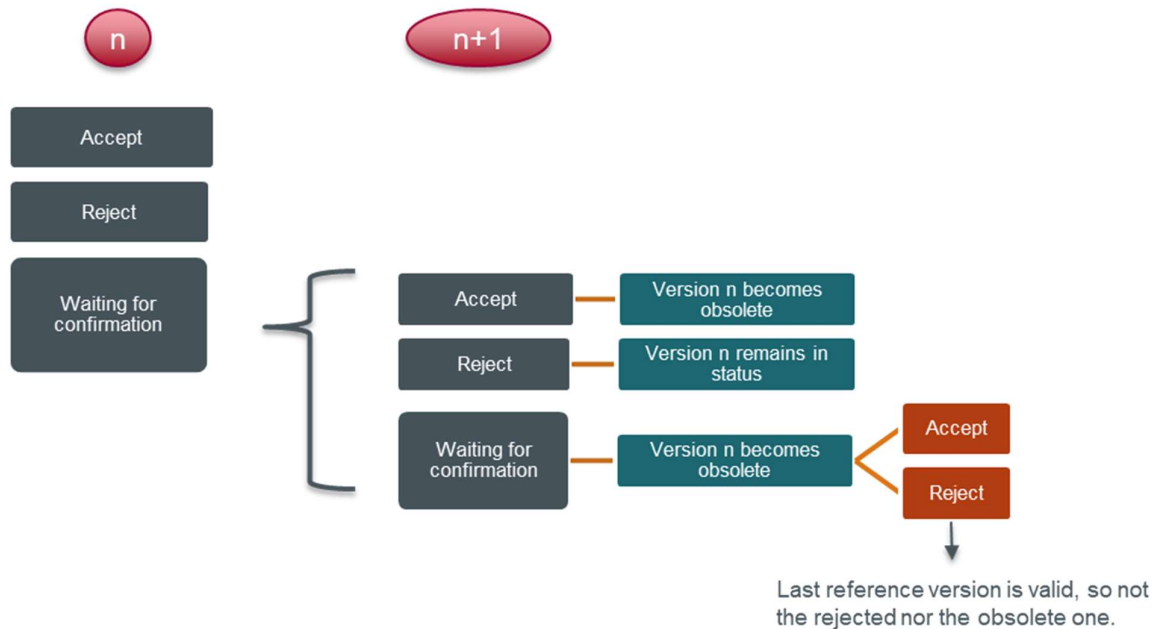 n
n+1
Accept
Reject
Waiting for
confirmation
Accept
Version n becomes
obsolete
Reject
Version n remains in
status
Waiting for
confirmation
Version n becomes
obsolete
Accept
Reject
Last reference version is valid, so not
the rejected nor the obsolete one.